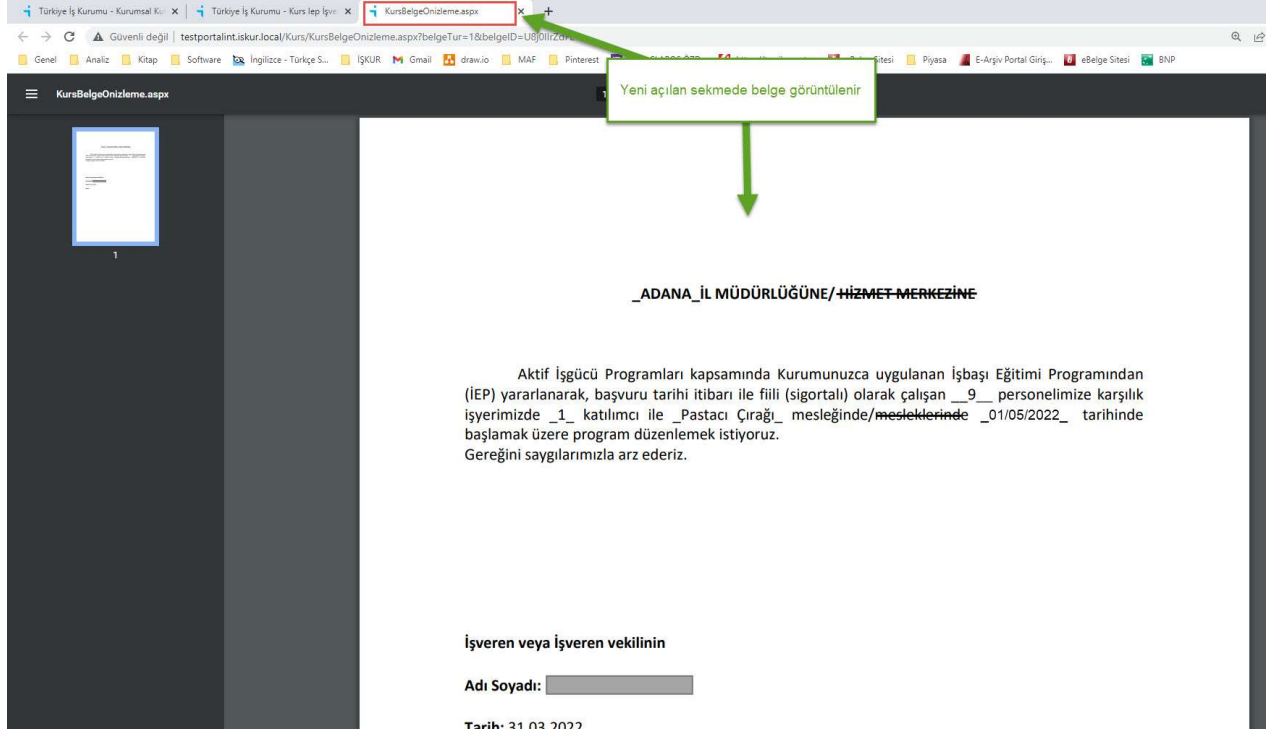 Türkiye İş Kurumu - Kurumsal Ku
Türkiye İş Kurumu - Kurs Iep İşve
KursBelgeOnizleme.aspx
Güvenli değil | testportalint.iskur.local/Kurs/KursBelgeOnizleme.aspx?belgeTur=1&belgeID=
Genel Analiz Kitap Software İngilizce - Türkçe S... İŞKUR Gmail draw.io MAF Pinterest Piyasa E-Arşiv Portal Giriş... eBelge Sitesi BNP
KursBelgeOnizleme.aspx
Yeni açılan sekmede belge görüntülenir
1
_ADANA_İL MÜDÜRLÜĞÜNE/ HİZMET MERKEZİNE
Aktif İşgücü Programları kapsamında Kurumunuzca uygulanan İşbaşı Eğitimi Programından
(İEP) yararlanarak, başvuru tarihi itibarı ile fiili (sigortalı) olarak çalışan __9__ personelimize karşılık
işyerimizde _1_ katılımcı ile _Pastacı Çırağı_ mesleğinde/mesleklerinde _01/05/2022_ tarihinde
başlamak üzere program düzenlemek istiyoruz.
Gereğini saygılarımızla arz ederiz.
İşveren veya İşveren vekilinin
Adı Soyadı:
Tarih: 31.03.2022